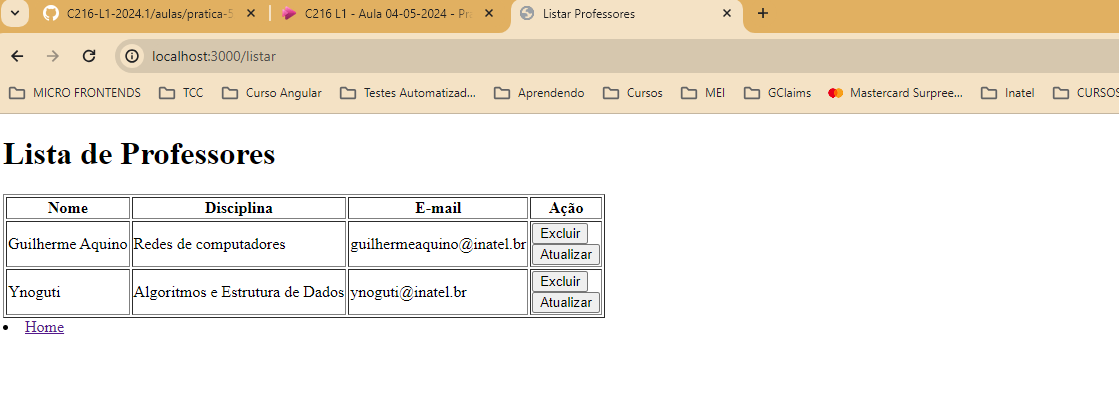 C216-L1-2024.1/aulas/pratica-5
C216 L1 - Aula 04-05-2024 - Pra
Listar Professores
localhost:3000/listar
MICRO FRONTENDS
TCC
Curso Angular
Testes Automatizad...
Aprendendo
Cursos
MEI
GClaims
Mastercard Surpree...
Inatel
CURSOS
Lista de Professores
Nome Disciplina E-mail Ação
Guilherme Aquino Redes de computadores guilhermeaquino@inatel.br Excluir
Atualizar
Ynoguti Algoritmos e Estrutura de Dados ynoguti@inatel.br Excluir
Atualizar
Home